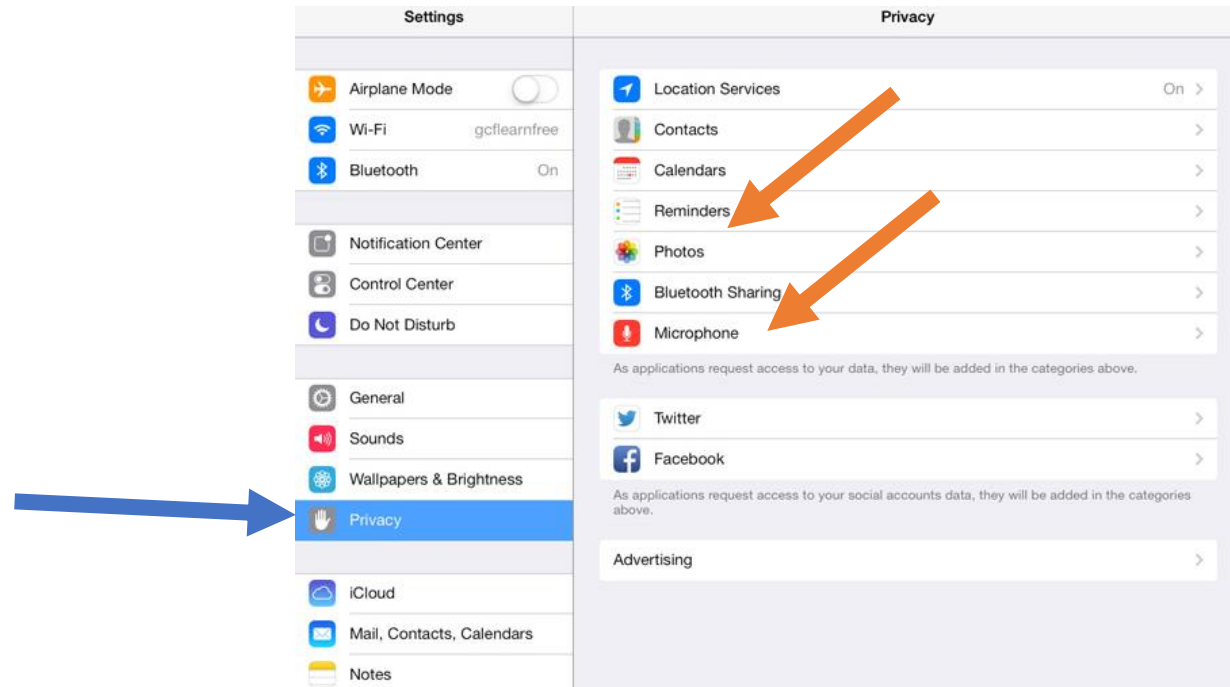 Settings
Airplane Mode
Wi-Fi gcflearnfree
Bluetooth On
Notification Center
Control Center
Do Not Disturb
General
Sounds
Wallpapers & Brightness
Privacy
iCloud
Mail, Contacts, Calendars
Notes
Privacy
Location Services On
Contacts
Calendars
Reminders
Photos
Bluetooth Sharing
Microphone
As applications request access to your data, they will be added in the categories above.
Twitter
Facebook
As applications request access to your social accounts data, they will be added in the categories
above.
Advertising